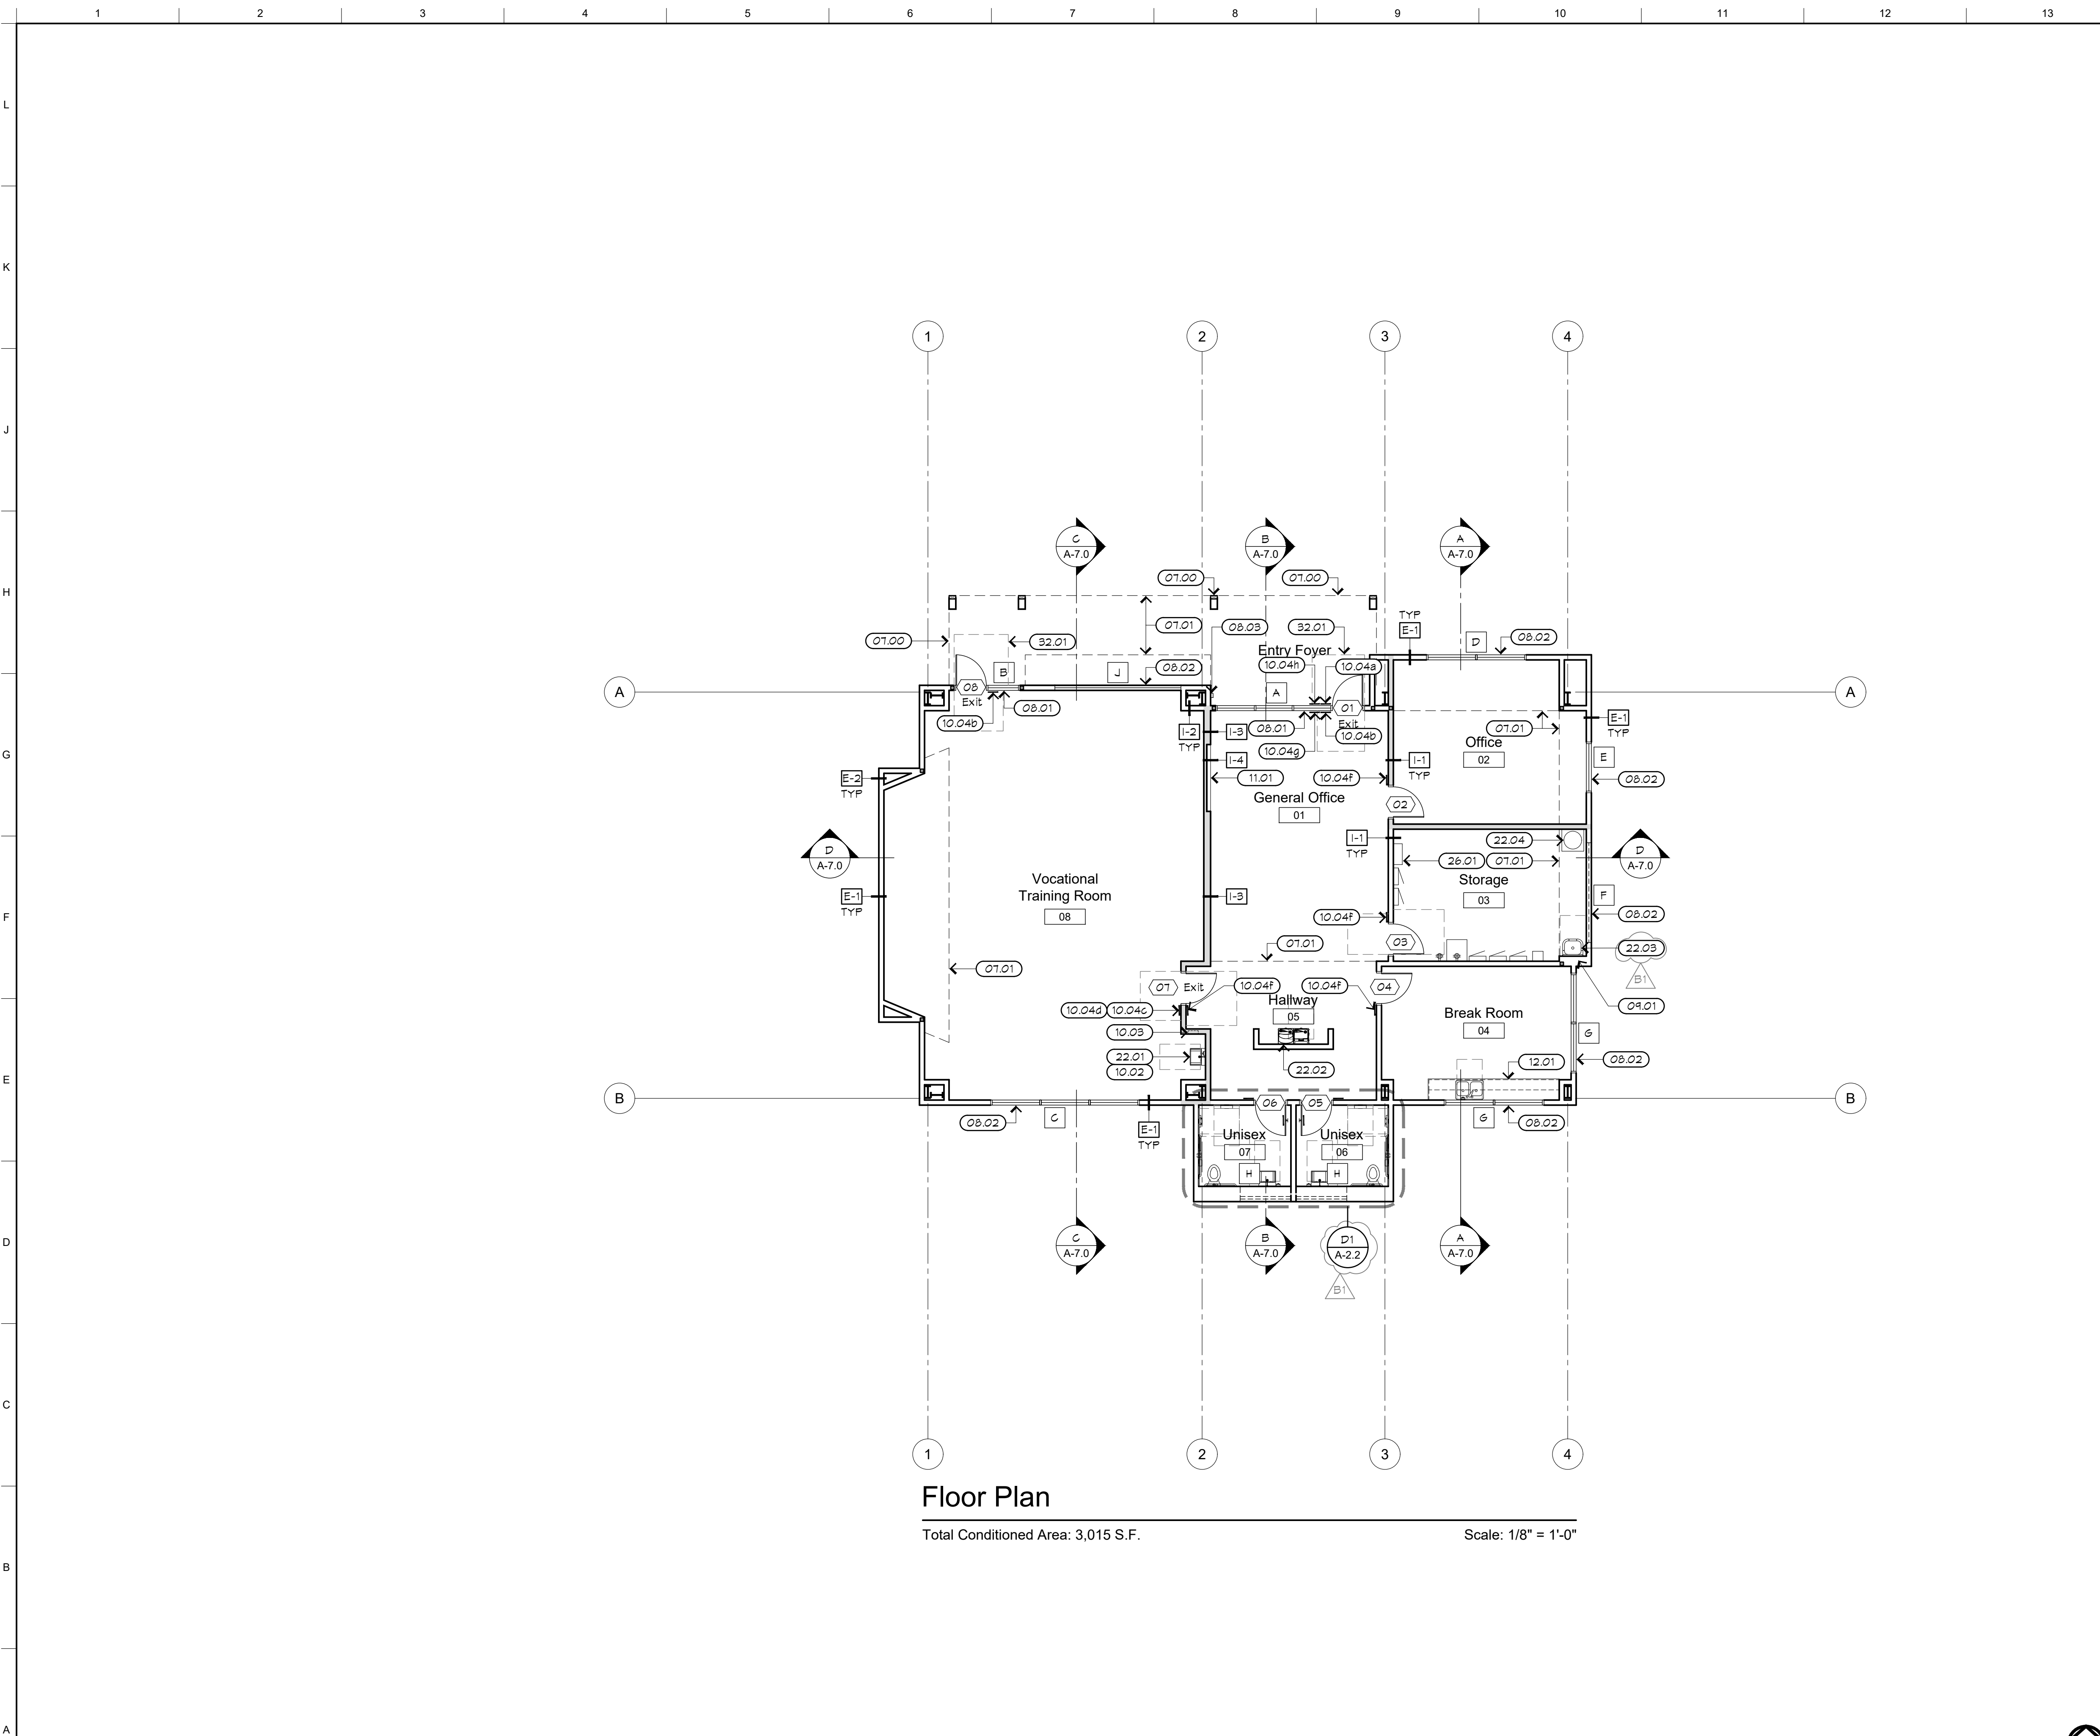 1 2 3 4 5 6 7 8 9 10 11 12 13
L
K
J
1 2 3 4
C B A
A-7.0 A-7.0 A-7.0
H
07.00 07.00
TYP
07.01 08.03 32.01 E-1 D 08.02
07.00 32.01
Entry Foyer
10.04h 10.04a
B J 08.02
08 A
A A
Exit 08.01 01
10.04b Exit
I-2 I-3 08.01 10.04b 07.01 E-1
TYP TYP
10.04g Office
G
02 E
I-4 I-1
TYP
E-2 11.01 10.04f 08.02
TYP
General Office 02
01
I-1 22.04
TYP
D D
A-7.0 26.01 07.01 A-7.0
Vocational Storage
Training Room
E-1 I-3 03 F
TYP
F
08 10.04f 08.02
07.01 03 22.03
07.01
B1
07 Exit 10.04f 10.04f 04
Hallway
10.04d 10.04c 05 Break Room 09.01
04
10.03 G
22.01 12.01 08.02
10.02 22.02
E
B B
06 05
08.02 C E-1 G 08.02
TYP
Unisex Unisex
07 06
H H
D
C B D1 A
A-7.0 A-7.0 A-2.2 A-7.0
B1
C
1 2 3 4
Floor Plan
Total Conditioned Area: 3,015 S.F. Scale: 1/8" = 1'-0"
B
A